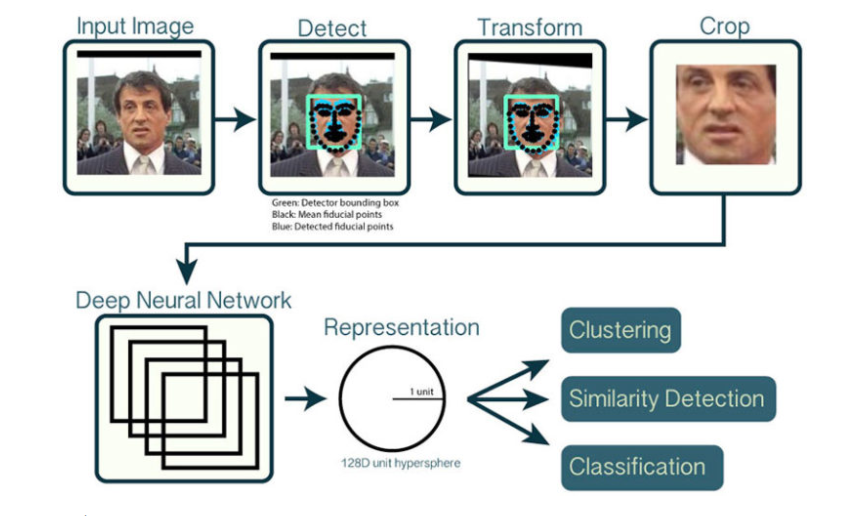 Input Image
Detect
Transform
Crop
Green: Detector bounding box
Black: Mean fiducial points
Blue: Detected fiducial points
Deep Neural Network
Representation
1 unit
128D unit hypersphere
Clustering
Similarity Detection
Classification